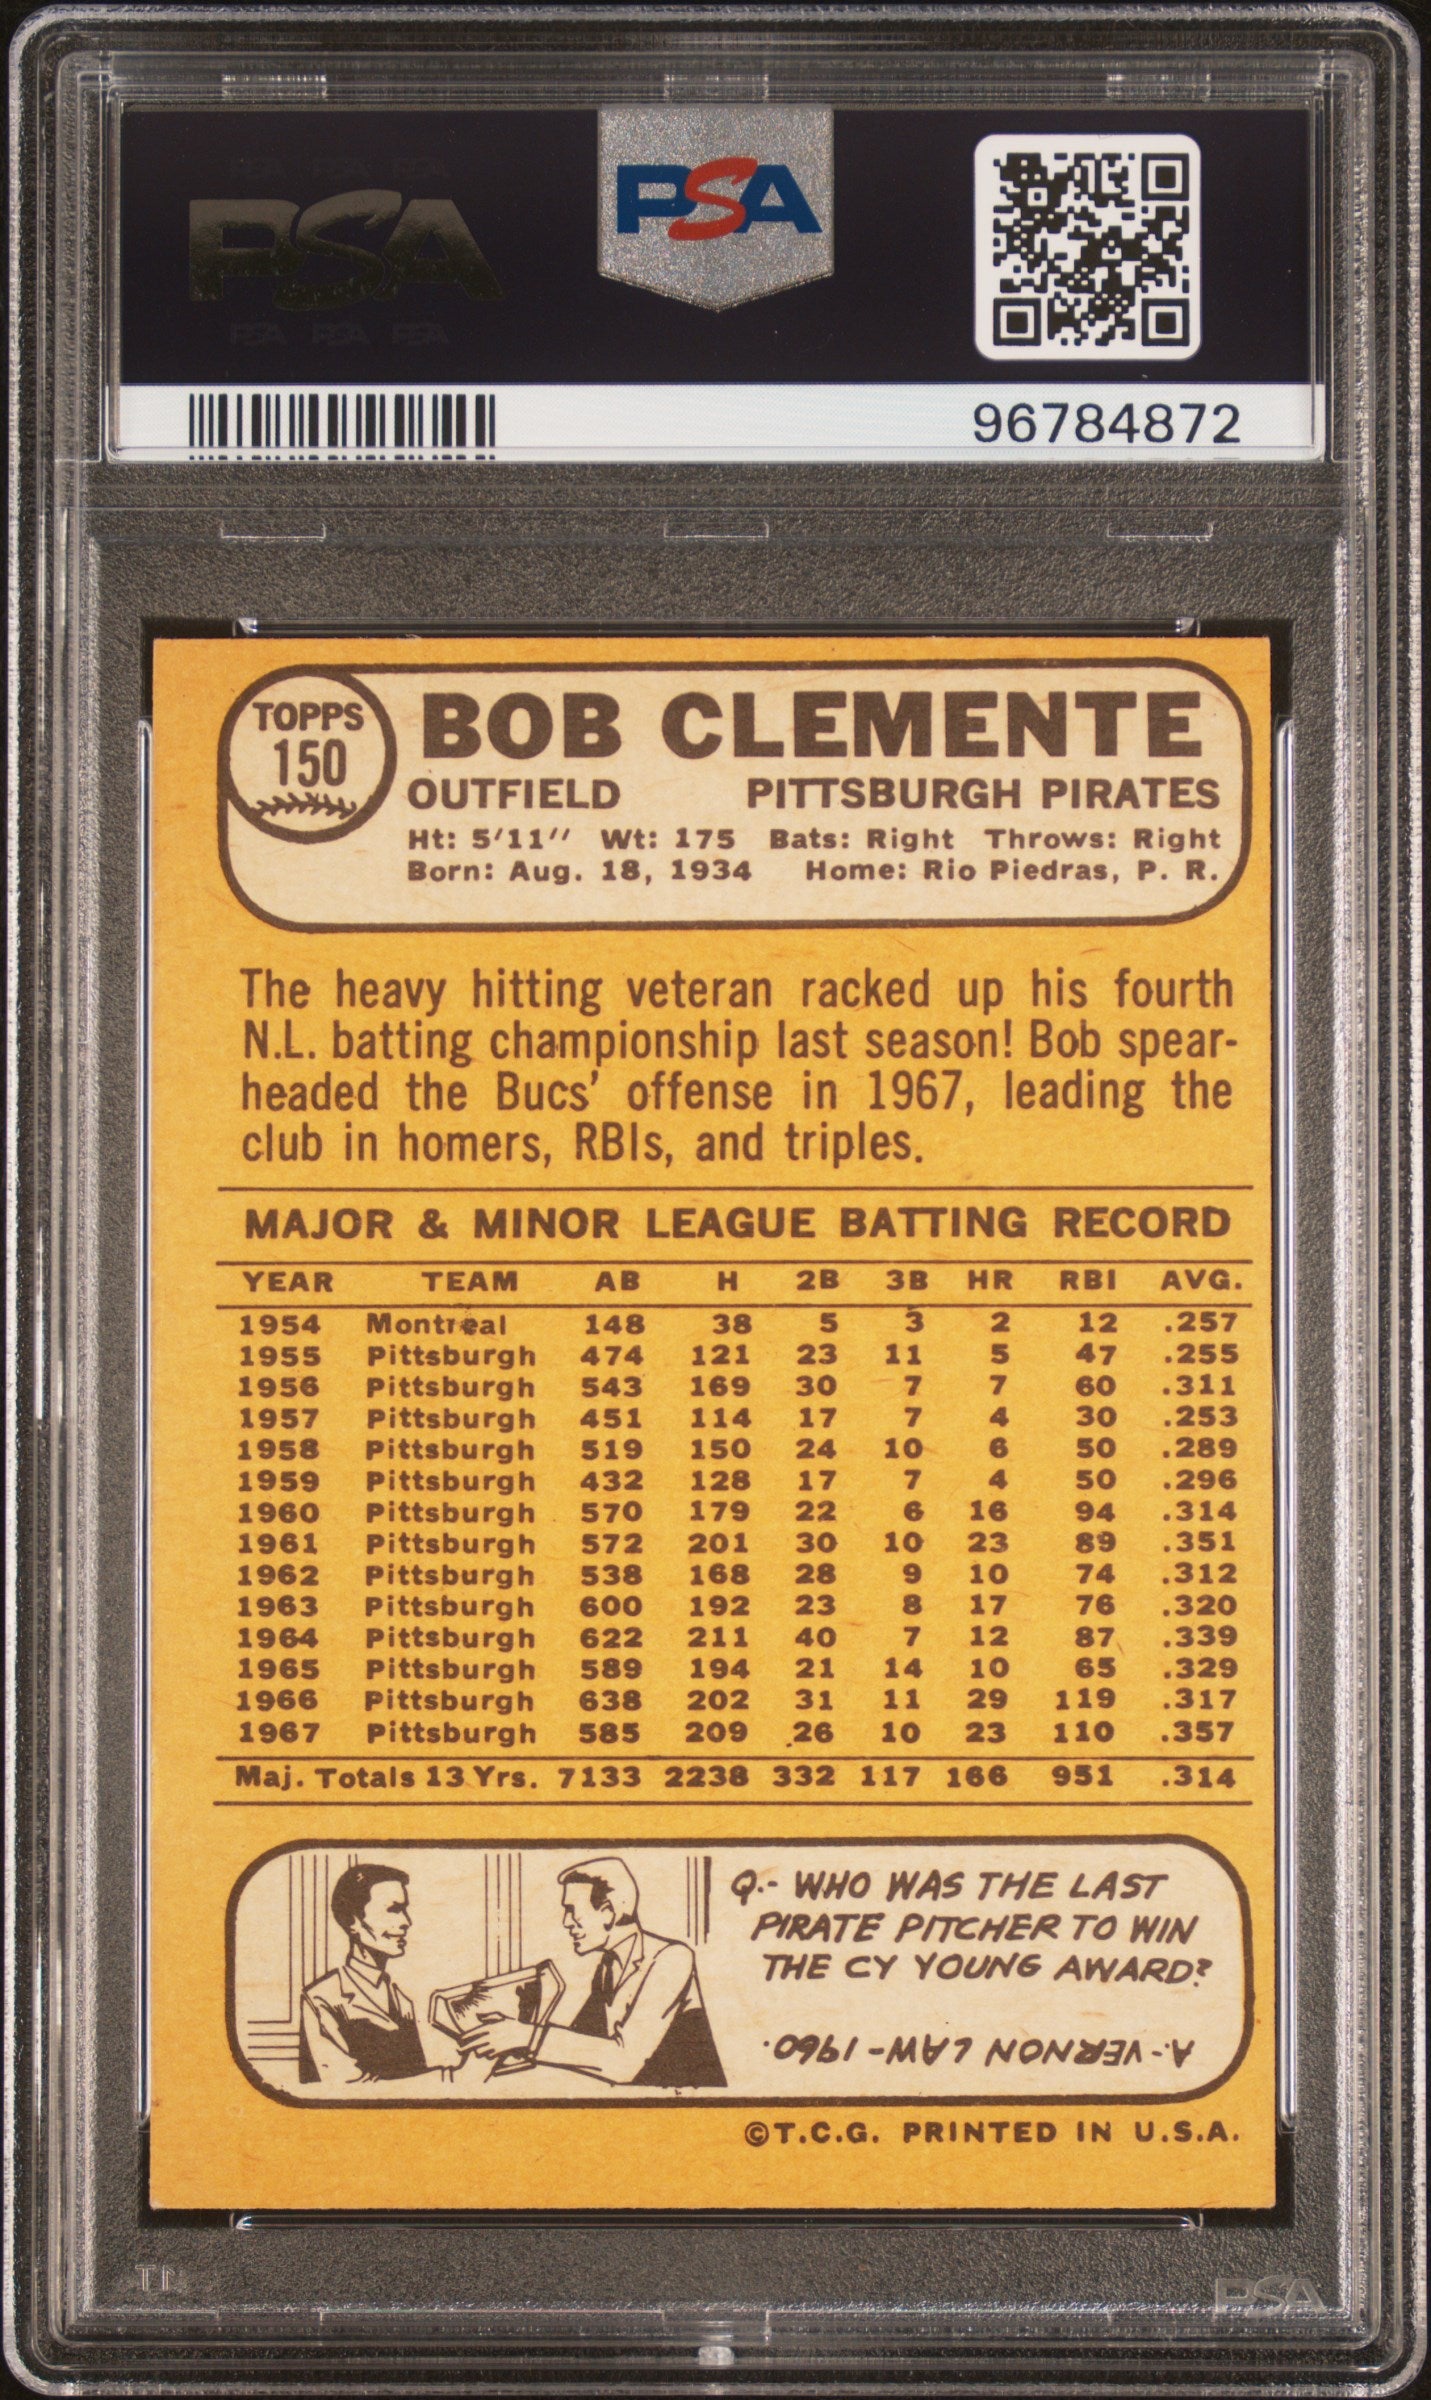 PSA PSA PSA
PSA
PSA PSA PSA
PSA
96784872
TOPPS
150
BOB CLEMENTE
OUTFIELD PITTSBURGH PIRATES
Ht: 5'11'' Wt: 175 Bats: Right Throws: Right
Born: Aug. 18, 1934 Home: Rio Piedras, P. R.
The heavy hitting veteran racked up his fourth
N.L. batting championship last season! Bob spear-
headed the Bucs' offense in 1967, leading the
club in homers, RBIs, and triples.
MAJOR & MINOR LEAGUE BATTING RECORD
YEAR TEAM AB H 2B 3B HR RBI AVG.
1954 Montreal 148 38 5 3 2 12 .257
1955 Pittsburgh 474 121 23 11 5 47 .255
1956 Pittsburgh 543 169 30 7 7 60 .311
1957 Pittsburgh 451 114 17 7 4 30 .253
1958 Pittsburgh 519 150 24 10 6 50 .289
1959 Pittsburgh 432 128 17 7 4 50 .296
1960 Pittsburgh 570 179 22 6 16 94 .314
1961 Pittsburgh 572 201 30 10 23 89 .351
1962 Pittsburgh 538 168 28 9 10 74 .312
1963 Pittsburgh 600 192 23 8 17 76 .320
1964 Pittsburgh 622 211 40 7 12 87 .339
1965 Pittsburgh 589 194 21 14 10 65 .329
1966 Pittsburgh 638 202 31 11 29 119 .317
1967 Pittsburgh 585 209 26 10 23 110 .357
Maj. Totals 13 Yrs. 7133 2238 332 117 166 951 .314
Q.- WHO WAS THE LAST
PIRATE PITCHER TO WIN
THE CY YOUNG AWARD?
A.- VERNON LAW - 1960.
©T.C.G. PRINTED IN U.S.A.
PSA